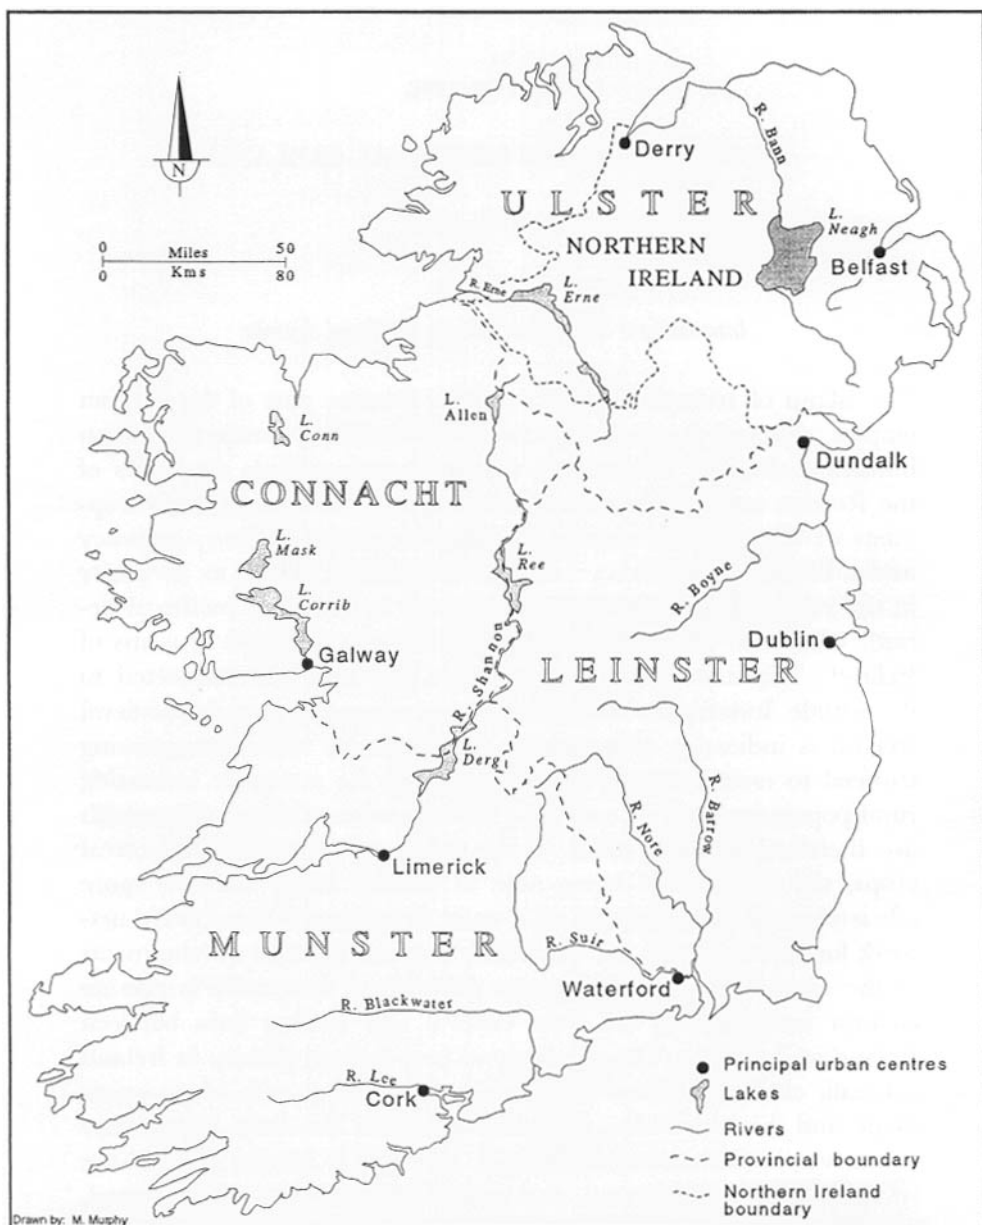 R. Bann
Derry
ULSTER
L.
Neagh
NORTHERN
IRELAND
Belfast
N
0 50
Miles
Kms
0 80
R. Erne
L.
Erne
L.
Allen
L.
Conn
Dundalk
CONNACHT
L.
Mask
L.
Ree
L.
Corrib
R. Boyne
Galway
Dublin
R. Shannon
LEINSTER
L.
Derg
R. Nore
R. Barrow
Limerick
MUNSTER
R. Suir
Waterford
R. Blackwater
R. Lee
Cork
Principal urban centres
Lakes
Rivers
Provincial boundary
Northern Ireland
boundary
Drawn by: M. Murphy